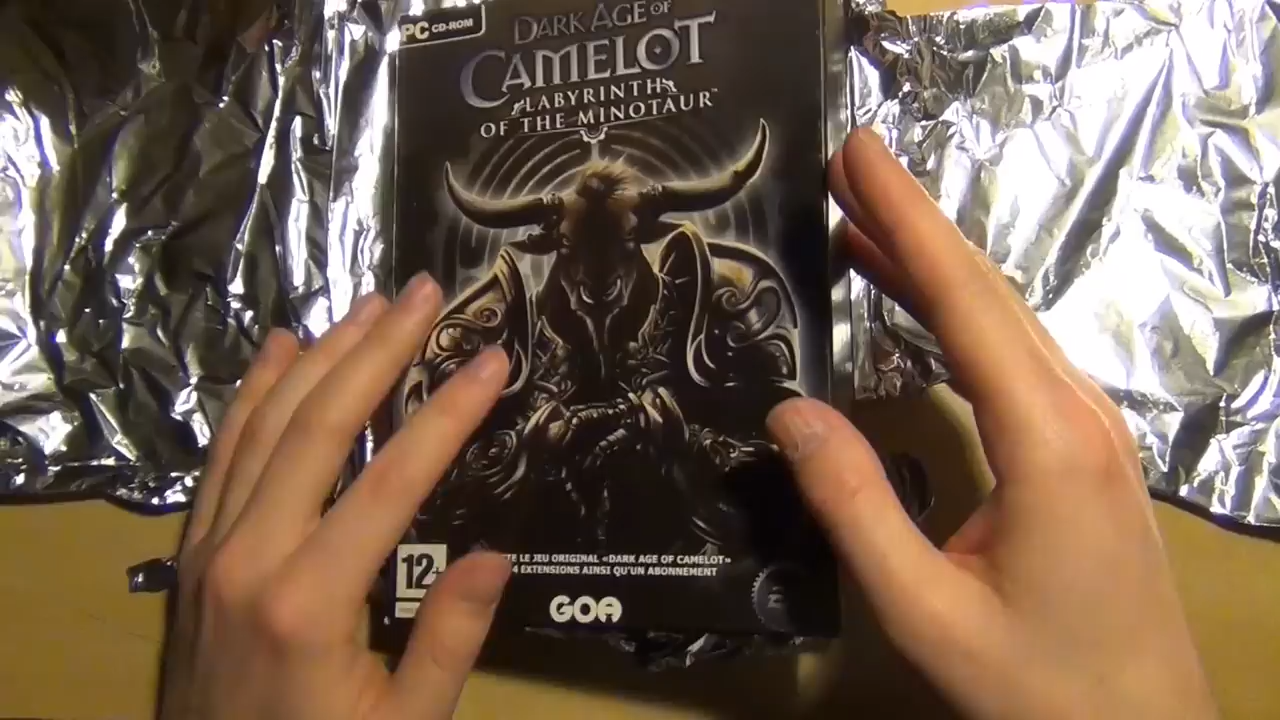 PC CD-ROM
DARK AGE OF
CAMELOT
LABYRINTH
OF THE MINOTAUR™
12+
LE JEU ORIGINAL «DARK AGE OF CAMELOT»
4 EXTENSIONS AINSI QU'UN ABONNEMENT
GOA